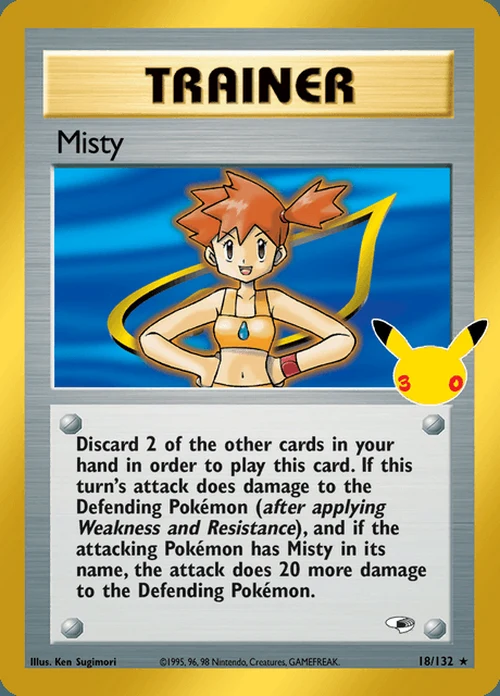 TRAINER
Misty
3 0
Discard 2 of the other cards in your
hand in order to play this card. If this
turn's attack does damage to the
Defending Pokémon (after applying
Weakness and Resistance), and if the
attacking Pokémon has Misty in its
name, the attack does 20 more damage
to the Defending Pokémon.
Illus. Ken Sugimori ©1995, 96, 98 Nintendo, Creatures, GAMEFREAK. 18/132 ★